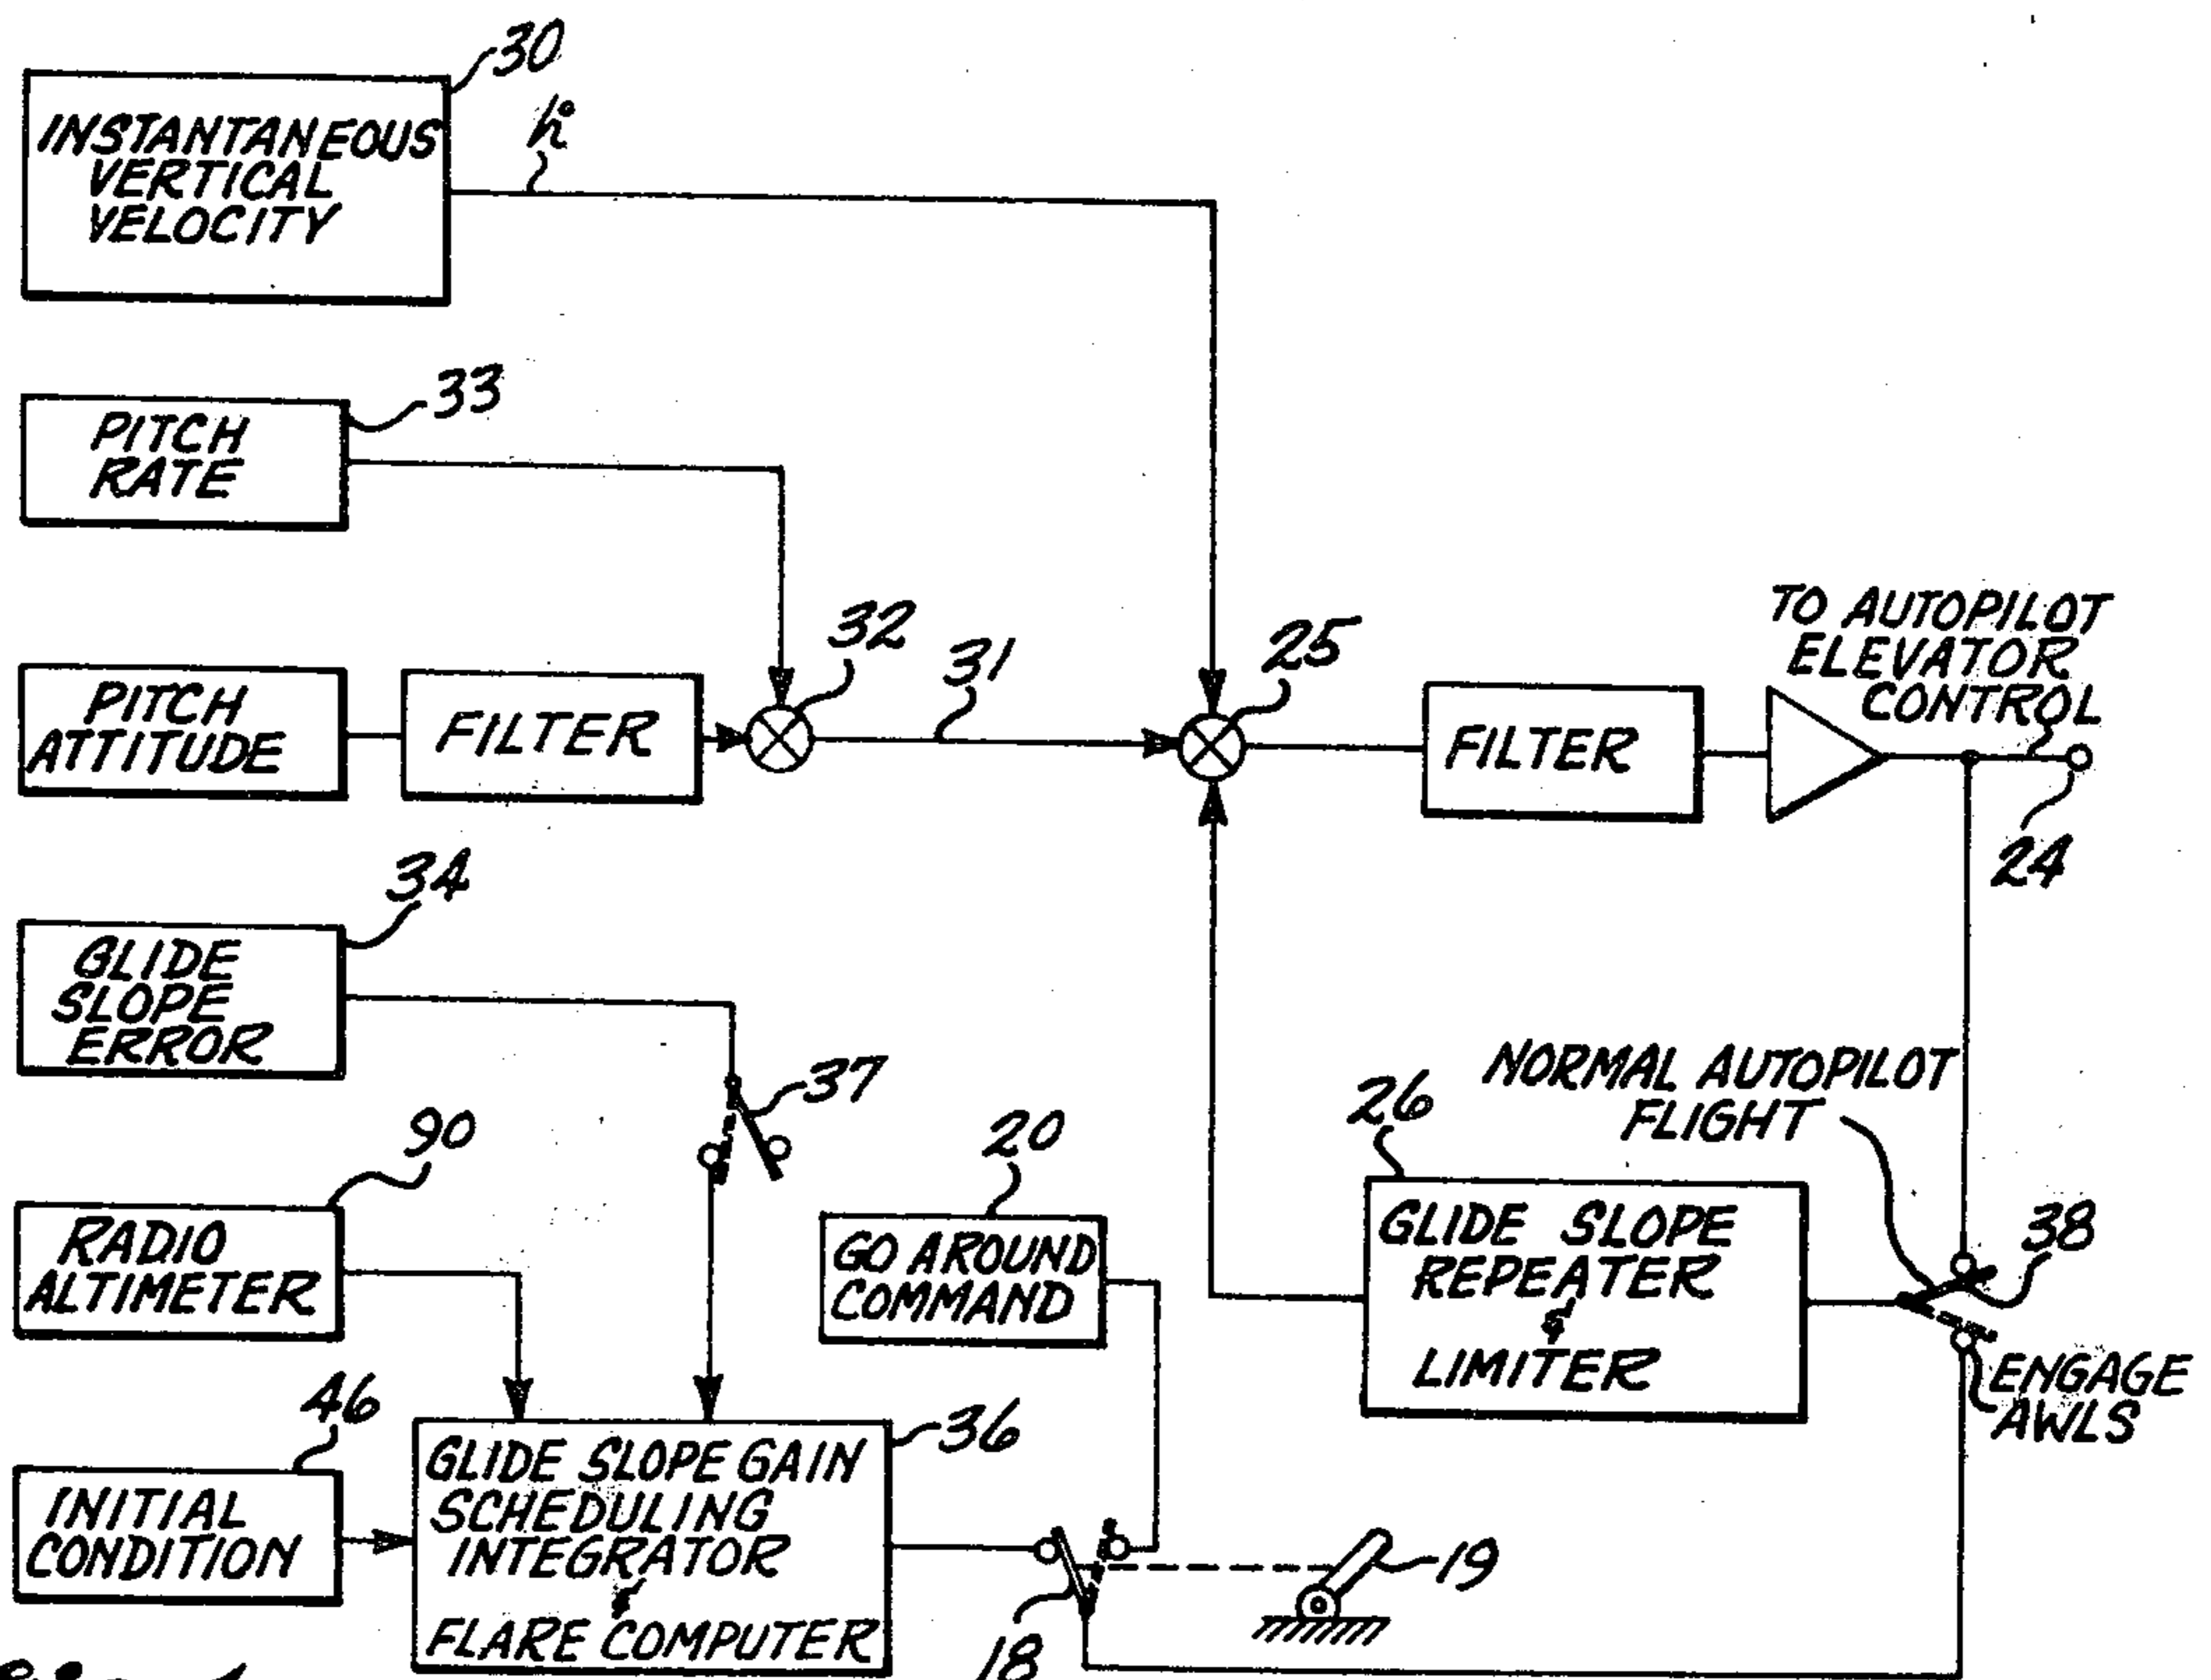 30
INSTANTANEOUS
VERTICAL
VELOCITY
ḣ
33
PITCH
RATE
32
31
25
TO AUTOPILOT
ELEVATOR
CONTROL
PITCH
ATTITUDE
FILTER
FILTER
24
34
GLIDE
SLOPE
ERROR
37
NORMAL AUTOPILOT
FLIGHT
26
90
20
38
RADIO
ALTIMETER
GO AROUND
COMMAND
GLIDE SLOPE
REPEATER
&
LIMITER
ENGAGE
AWLS
46
36
INITIAL
CONDITION
GLIDE SLOPE GAIN
SCHEDULING
INTEGRATOR
&
FLARE COMPUTER
19
18